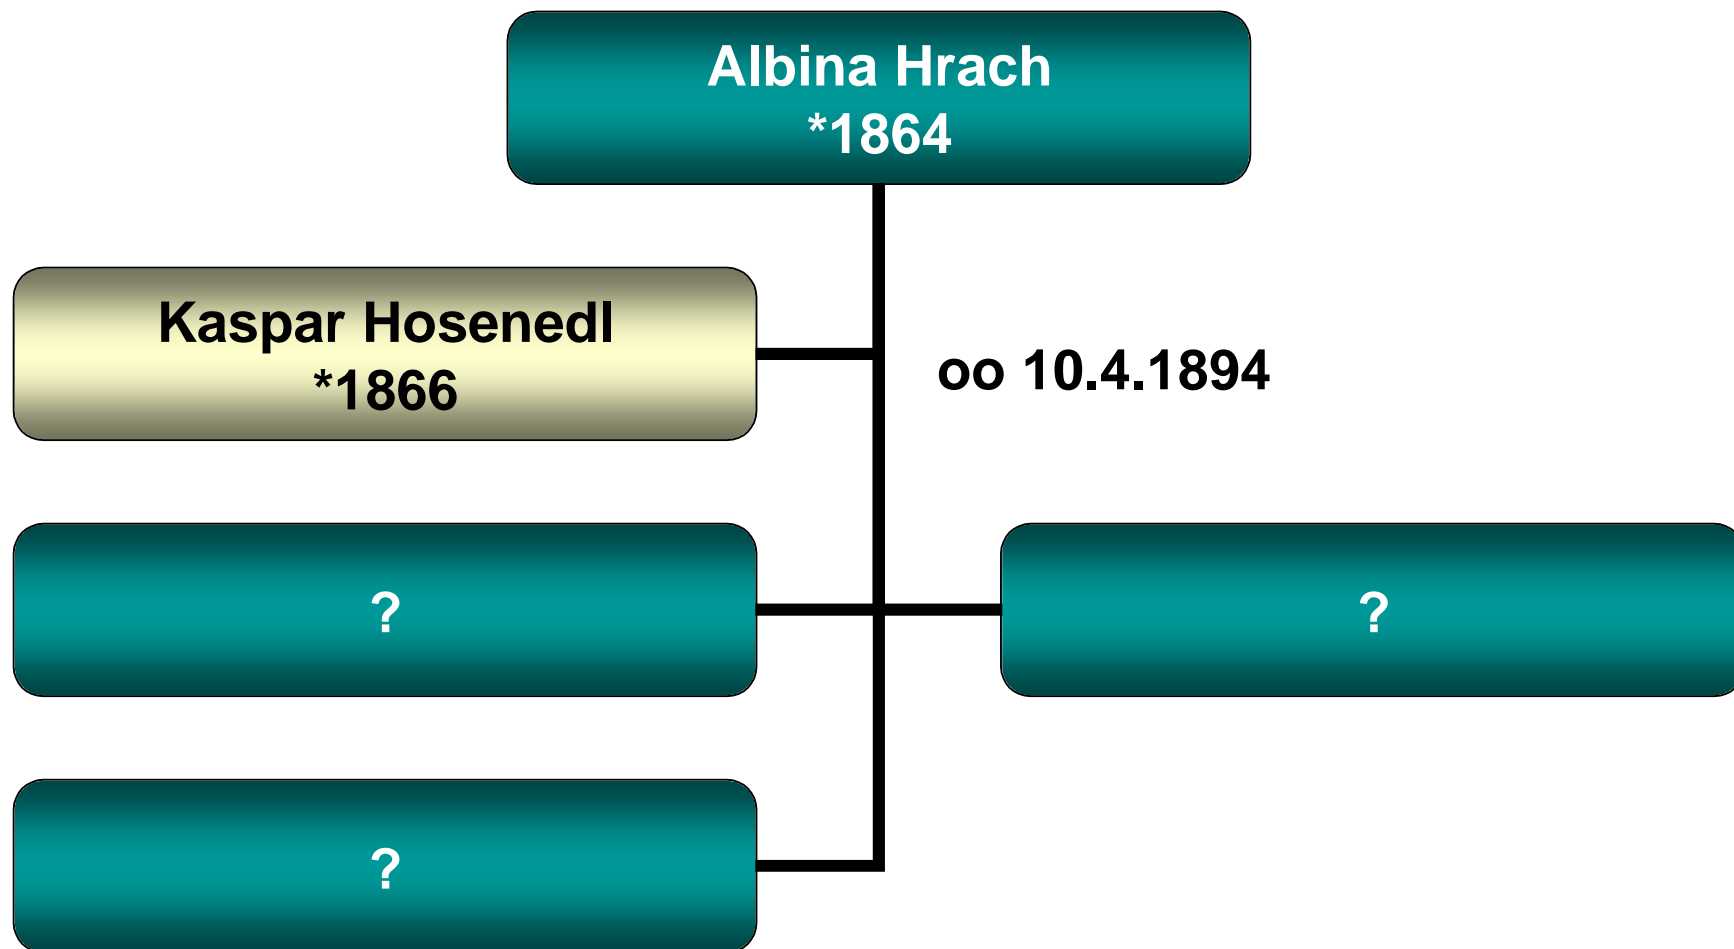 Albina Hrach
*1864
Kaspar Hosenedl
*1866
oo 10.4.1894
?
?
?